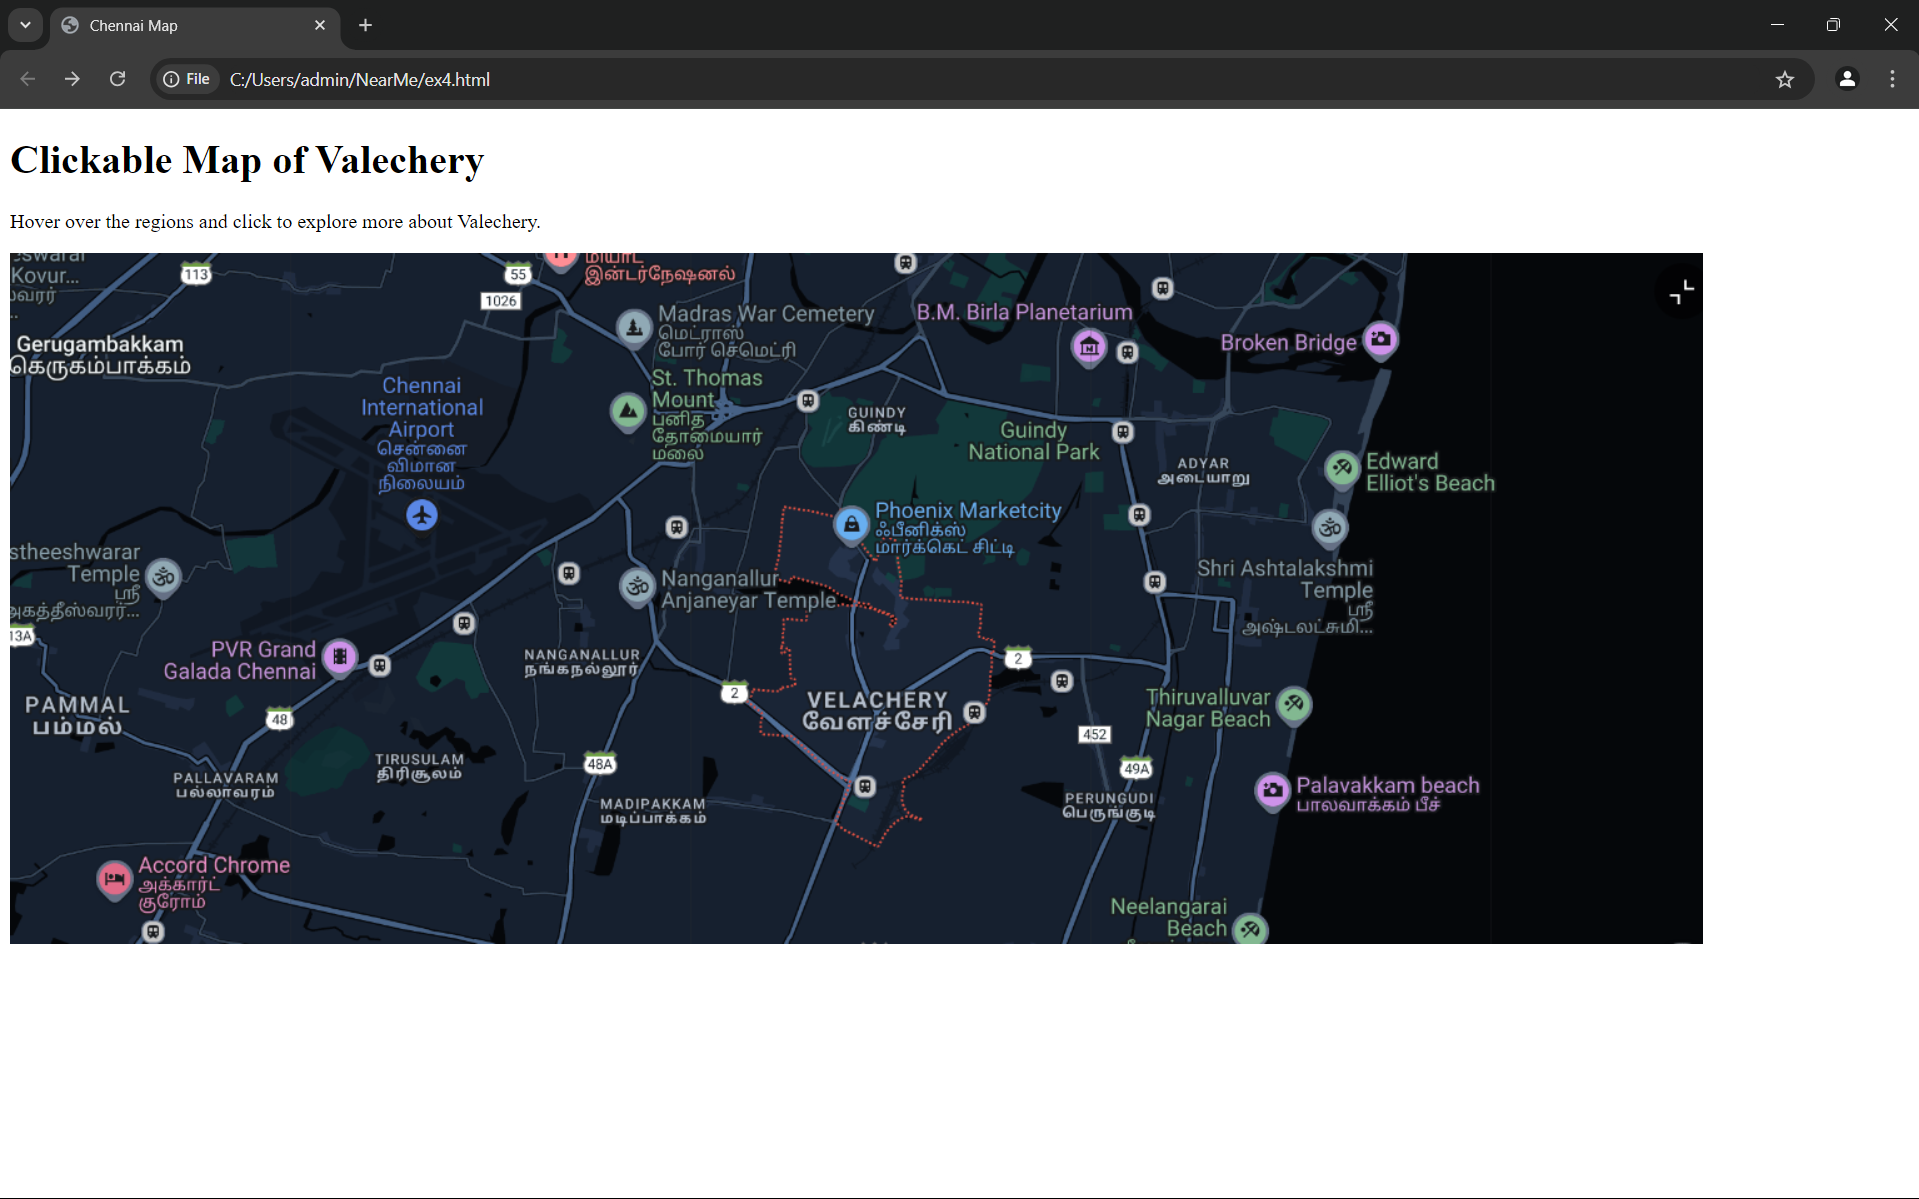 Chennai Map
File
C:/Users/admin/NearMe/ex4.html
Clickable Map of Valechery
Hover over the regions and click to explore more about Valechery.
Kovur...
113
55
1026
இன்டர்நேஷனல்
Madras War Cemetery
மெட்ராஸ்
போர் செமெட்ரி
B.M. Birla Planetarium
Broken Bridge
Gerugambakkam
கெருகம்பாக்கம்
Chennai
International
Airport
சென்னை
விமான
நிலையம்
St. Thomas
Mount
புனித
தோமையார்
மலை
GUINDY
கிண்டி
Guindy
National Park
ADYAR
அடையாறு
Edward
Elliot's Beach
Phoenix Marketcity
ஃபீனிக்ஸ்
மார்க்கெட் சிட்டி
stheeshwarar
Temple
ஸ்ரீ
அகத்தீஸ்வரர்...
Nanganallur
Anjaneyar Temple
Shri Ashtalakshmi
Temple
ஸ்ரீ
அஷ்டலட்சுமி...
13A
PVR Grand
Galada Chennai
NANGANALLUR
நங்கநல்லூர்
2
2
VELACHERY
வேளச்சேரி
Thiruvalluvar
Nagar Beach
PAMMAL
பம்மல்
48
452
TIRUSULAM
திரிசூலம்
48A
49A
PALLAVARAM
பல்லாவரம்
MADIPAKKAM
மடிப்பாக்கம்
PERUNGUDI
பெருங்குடி
Palavakkam beach
பாலவாக்கம் பீச்
Accord Chrome
அக்கார்ட்
குரோம்
Neelangarai
Beach